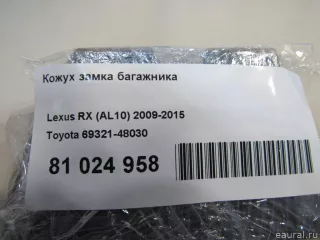 Кожух замка багажника
Lexus RX (AL10) 2009-2015
Toyota 69321-48030
81 024 958
eaural.ru